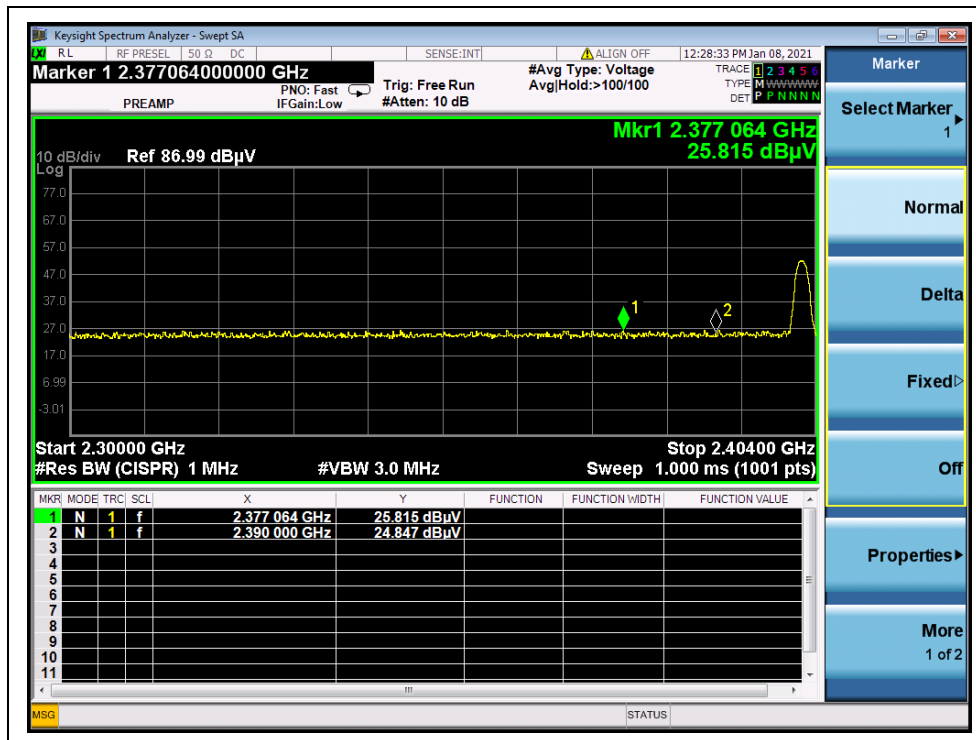 Keysight Spectrum Analyzer - Swept SA
LXI RL RF PRESEL 50 Ω DC SENSE:INT ALIGN OFF 12:28:33 PM Jan 08, 2021
Marker 1 2.377064000000 GHz
PREAMP
PNO: Fast
IFGain:Low
Trig: Free Run
#Atten: 10 dB
#Avg Type: Voltage
Avg|Hold:>100/100
TRACE 1 2 3 4 5 6
TYPE M WWWWW
DET P P N N N N
Mkr1 2.377 064 GHz
25.815 dBµV
10 dB/div Ref 86.99 dBµV
Log
77.0
67.0
57.0
47.0
37.0
27.0
17.0
6.99
-3.01
1
2
Start 2.30000 GHz Stop 2.40400 GHz
#Res BW (CISPR) 1 MHz #VBW 3.0 MHz Sweep 1.000 ms (1001 pts)
MKR MODE TRC SCL X Y FUNCTION FUNCTION WIDTH FUNCTION VALUE
1 N 1 f 2.377 064 GHz 25.815 dBµV
2 N 1 f 2.390 000 GHz 24.847 dBµV
3
4
5
6
7
8
9
10
11
MSG STATUS
Marker
Select Marker
1
Normal
Delta
Fixed
Off
Properties
More
1 of 2